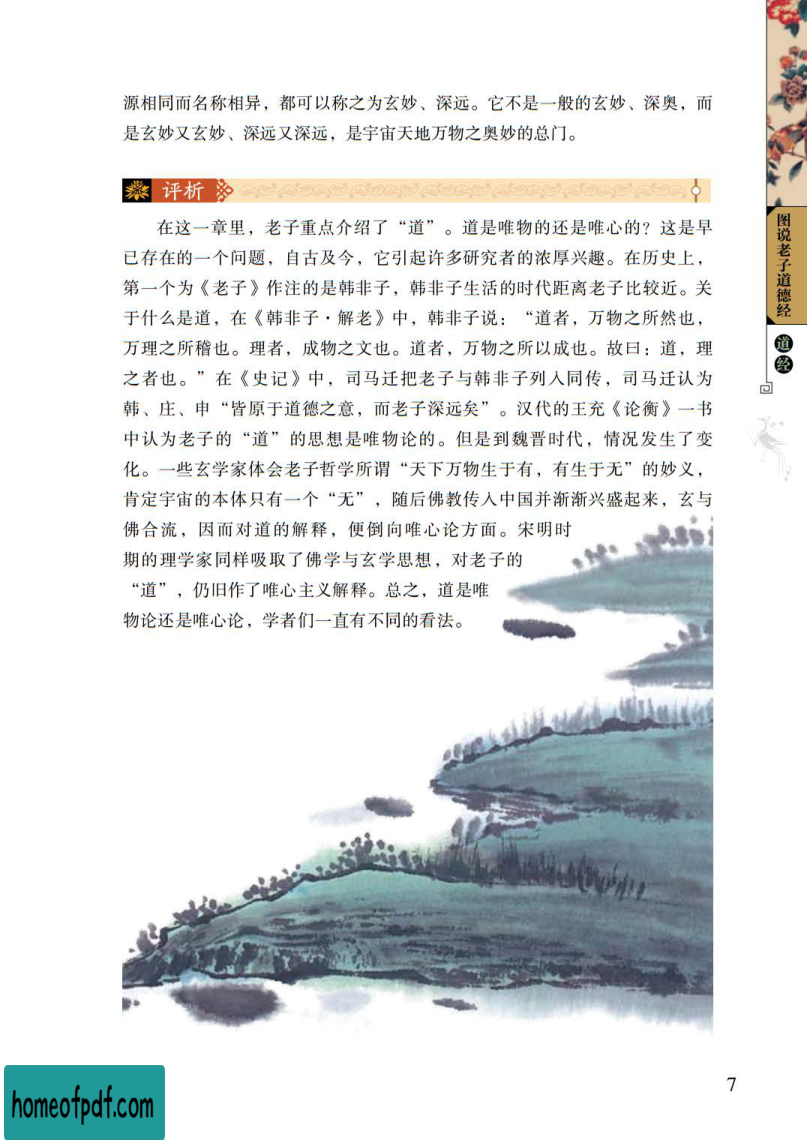 源相同而名称相异，都可以称之为玄妙、深远。它不是一般的玄妙、深奥，而
是玄妙又玄妙、深远又深远，是宇宙天地万物之奥妙的总门。
评析
在这一章里，老子重点介绍了“道”。道是唯物的还是唯心的？这是早
已存在的一个问题，自古及今，它引起许多研究者的浓厚兴趣。在历史上，
第一个为《老子》作注的是韩非子，韩非子生活的时代距离老子比较近。关
于什么是道，在《韩非子·解老》中，韩非子说：“道者，万物之所然也，
万理之所稽也。理者，成物之文也。道者，万物之所以成也。故曰：道，理
之者也。”在《史记》中，司马迁把老子与韩非子列入同传，司马迁认为
韩、庄、申“皆原于道德之意，而老子深远矣”。汉代的王充《论衡》一书
中认为老子的“道”的思想是唯物论的。但是到魏晋时代，情况发生了变
化。一些玄学家体会老子哲学所谓“天下万物生于有，有生于无”的妙义，
肯定宇宙的本体只有一个“无”，随后佛教传入中国并渐渐兴盛起来，玄与
佛合流，因而对道的解释，便倒向唯心论方面。宋明时
期的理学家同样吸取了佛学与玄学思想，对老子的
“道”，仍旧作了唯心主义解释。总之，道是唯
物论还是唯心论，学者们一直有不同的看法。
图说老子道德经
道经
7
homeofpdf.com